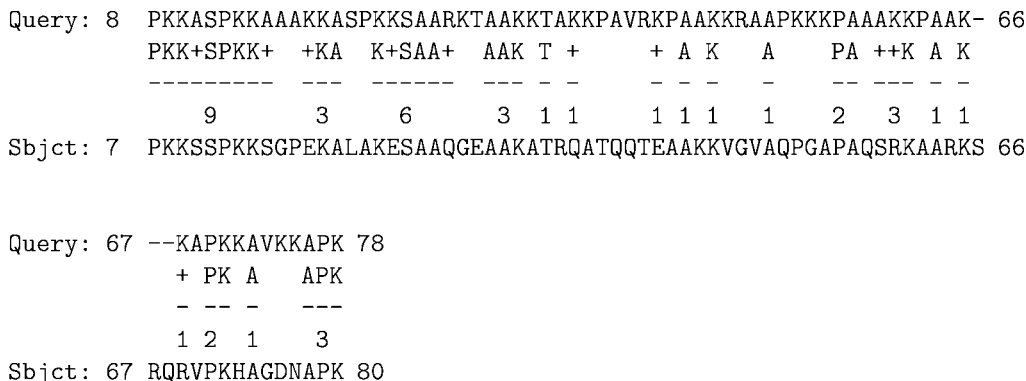 Query: 8 PKKASPKKAAAKKASPKKSAARKTAAKKTAKKPAVRKPAAKKRAAPKKKPAAAKKPAAK- 66
PKK+SPKK+ +KA K+SAA+ AAK T + + A K A PA ++K A K
--------- --- ------ --- - - - - - - -- --- - -
9 3 6 3 1 1 1 1 1 1 2 3 1 1
Sbjct: 7 PKKSSPKKSGPEKALAKESAAQGEAAKATRQATQQTEAAKKVGVAQPGAPAQSRKAARKS 66
Query: 67 --KAPKKAVKKAPK 78
+ PK A APK
- -- - ---
1 2 1 3
Sbjct: 67 RQRVPKHAGDNAPK 80